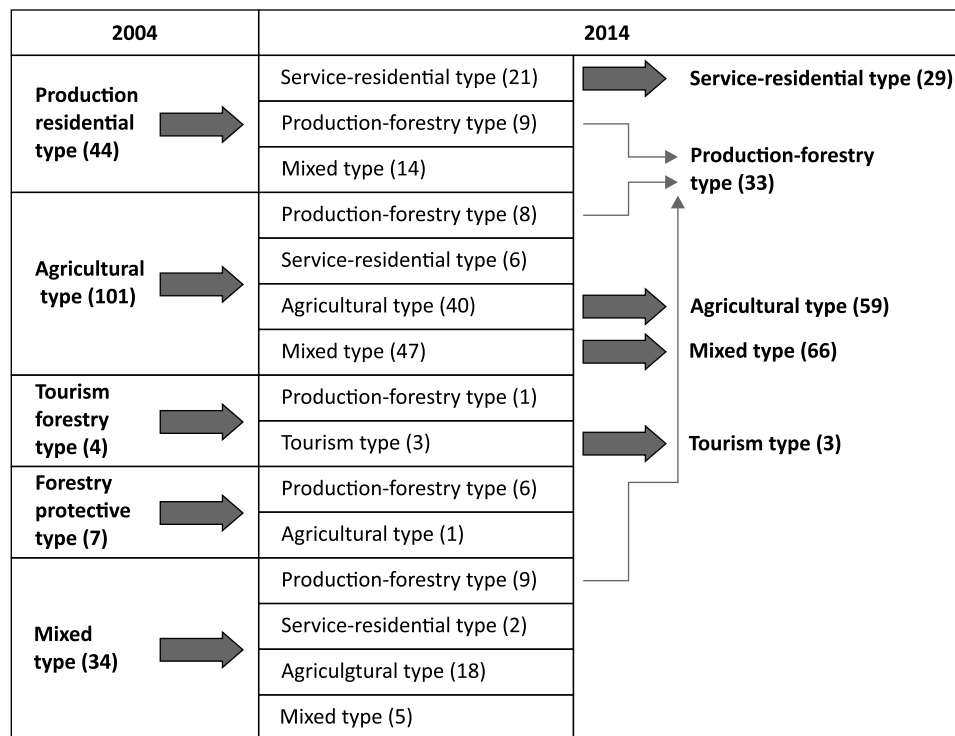 2004
2014
Production
residential
type (44)
Service-residential type (21)
Production-forestry type (9)
Mixed type (14)
Service-residential type (29)
Production-forestry
type (33)
Agricultural
type (101)
Production-forestry type (8)
Service-residential type (6)
Agricultural type (40)
Mixed type (47)
Agricultural type (59)
Mixed type (66)
Tourism
forestry
type (4)
Production-forestry type (1)
Tourism type (3)
Tourism type (3)
Forestry
protective
type (7)
Production-forestry type (6)
Agricultural type (1)
Mixed
type (34)
Production-forestry type (9)
Service-residential type (2)
Agriculgtural type (18)
Mixed type (5)